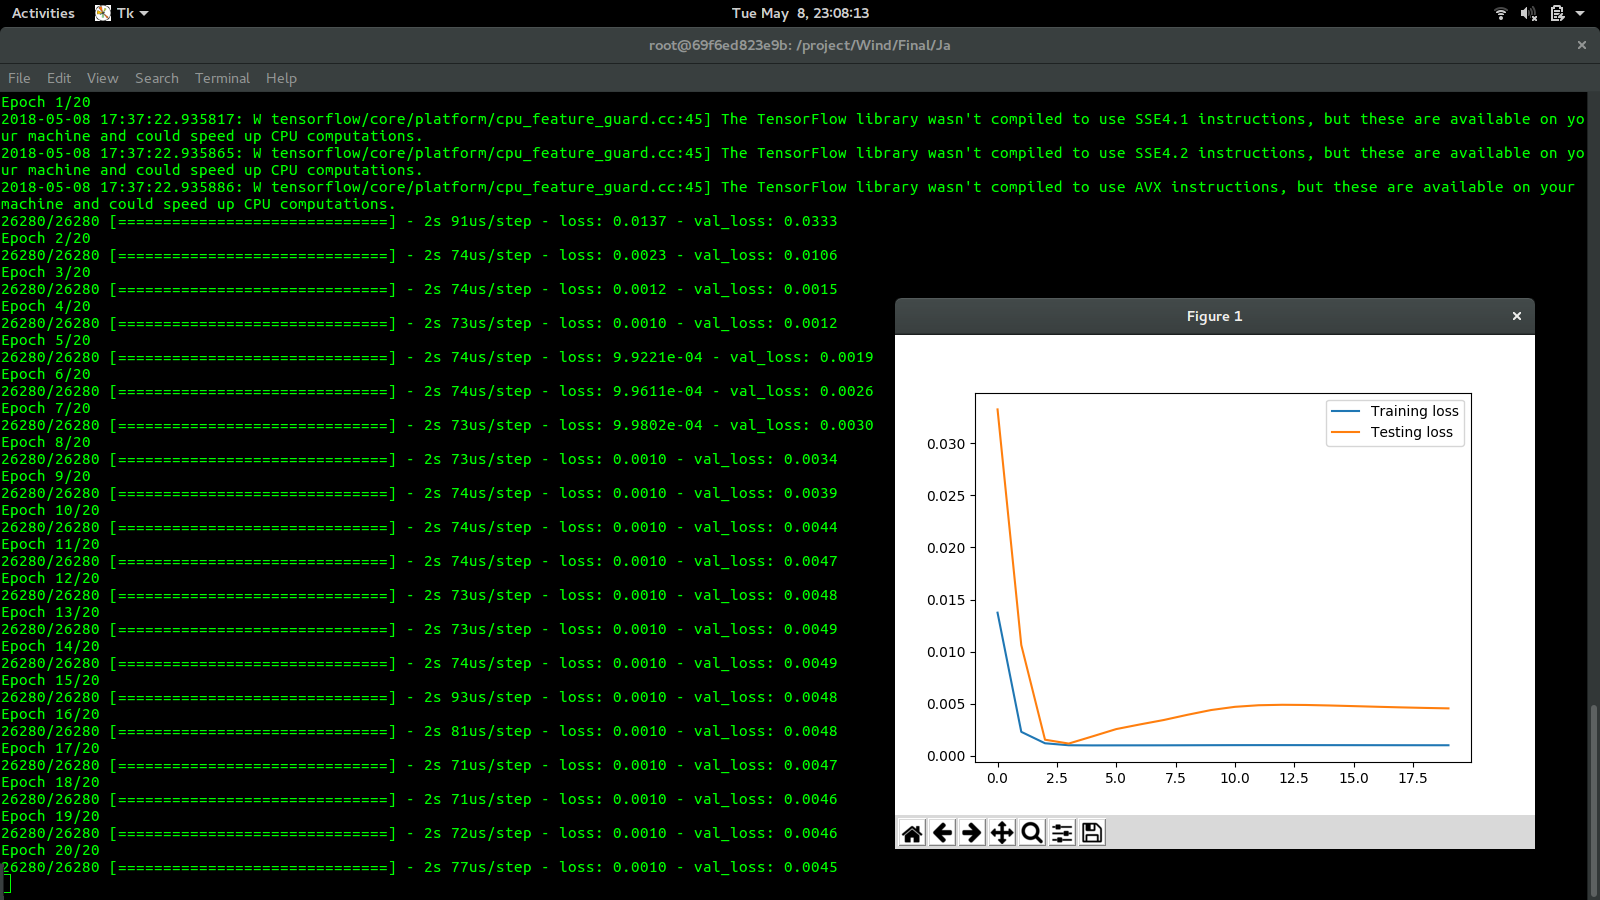 Activities Tk Tue May 8, 23:08:13
root@69f6ed823e9b: /project/Wind/Final/Ja
File Edit View Search Terminal Help
Epoch 1/20
2018-05-08 17:37:22.935817: W tensorflow/core/platform/cpu_feature_guard.cc:45] The TensorFlow library wasn't compiled to use SSE4.1 instructions, but these are available on yo
ur machine and could speed up CPU computations.
2018-05-08 17:37:22.935865: W tensorflow/core/platform/cpu_feature_guard.cc:45] The TensorFlow library wasn't compiled to use SSE4.2 instructions, but these are available on yo
ur machine and could speed up CPU computations.
2018-05-08 17:37:22.935886: W tensorflow/core/platform/cpu_feature_guard.cc:45] The TensorFlow library wasn't compiled to use AVX instructions, but these are available on your
machine and could speed up CPU computations.
26280/26280 [==============================] - 2s 91us/step - loss: 0.0137 - val_loss: 0.0333
Epoch 2/20
26280/26280 [==============================] - 2s 74us/step - loss: 0.0023 - val_loss: 0.0106
Epoch 3/20
26280/26280 [==============================] - 2s 74us/step - loss: 0.0012 - val_loss: 0.0015
Epoch 4/20
26280/26280 [==============================] - 2s 73us/step - loss: 0.0010 - val_loss: 0.0012
Epoch 5/20
26280/26280 [==============================] - 2s 74us/step - loss: 9.9221e-04 - val_loss: 0.0019
Epoch 6/20
26280/26280 [==============================] - 2s 74us/step - loss: 9.9611e-04 - val_loss: 0.0026
Epoch 7/20
26280/26280 [==============================] - 2s 73us/step - loss: 9.9802e-04 - val_loss: 0.0030
Epoch 8/20
26280/26280 [==============================] - 2s 73us/step - loss: 0.0010 - val_loss: 0.0034
Epoch 9/20
26280/26280 [==============================] - 2s 74us/step - loss: 0.0010 - val_loss: 0.0039
Epoch 10/20
26280/26280 [==============================] - 2s 74us/step - loss: 0.0010 - val_loss: 0.0044
Epoch 11/20
26280/26280 [==============================] - 2s 74us/step - loss: 0.0010 - val_loss: 0.0047
Epoch 12/20
26280/26280 [==============================] - 2s 73us/step - loss: 0.0010 - val_loss: 0.0048
Epoch 13/20
26280/26280 [==============================] - 2s 73us/step - loss: 0.0010 - val_loss: 0.0049
Epoch 14/20
26280/26280 [==============================] - 2s 74us/step - loss: 0.0010 - val_loss: 0.0049
Epoch 15/20
26280/26280 [==============================] - 2s 93us/step - loss: 0.0010 - val_loss: 0.0048
Epoch 16/20
26280/26280 [==============================] - 2s 81us/step - loss: 0.0010 - val_loss: 0.0048
Epoch 17/20
26280/26280 [==============================] - 2s 71us/step - loss: 0.0010 - val_loss: 0.0047
Epoch 18/20
26280/26280 [==============================] - 2s 71us/step - loss: 0.0010 - val_loss: 0.0046
Epoch 19/20
26280/26280 [==============================] - 2s 72us/step - loss: 0.0010 - val_loss: 0.0046
Epoch 20/20
26280/26280 [==============================] - 2s 77us/step - loss: 0.0010 - val_loss: 0.0045
Figure 1
Training loss
Testing loss
0.030
0.025
0.020
0.015
0.010
0.005
0.000
0.0 2.5 5.0 7.5 10.0 12.5 15.0 17.5